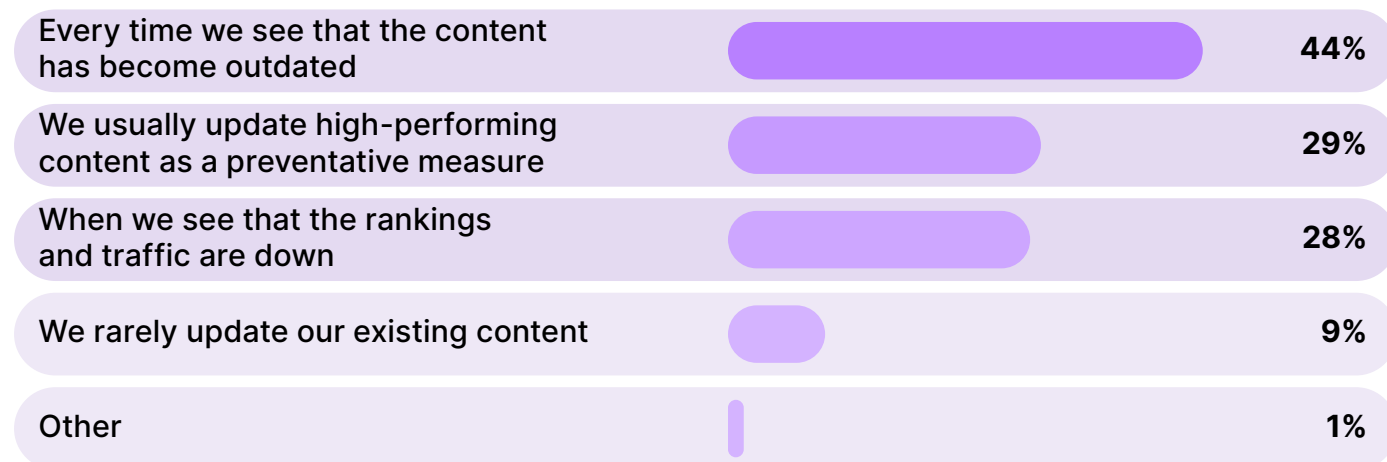 Every time we see that the content
has become outdated
44%
We usually update high-performing
content as a preventative measure
29%
When we see that the rankings
and traffic are down
28%
We rarely update our existing content
9%
Other
1%